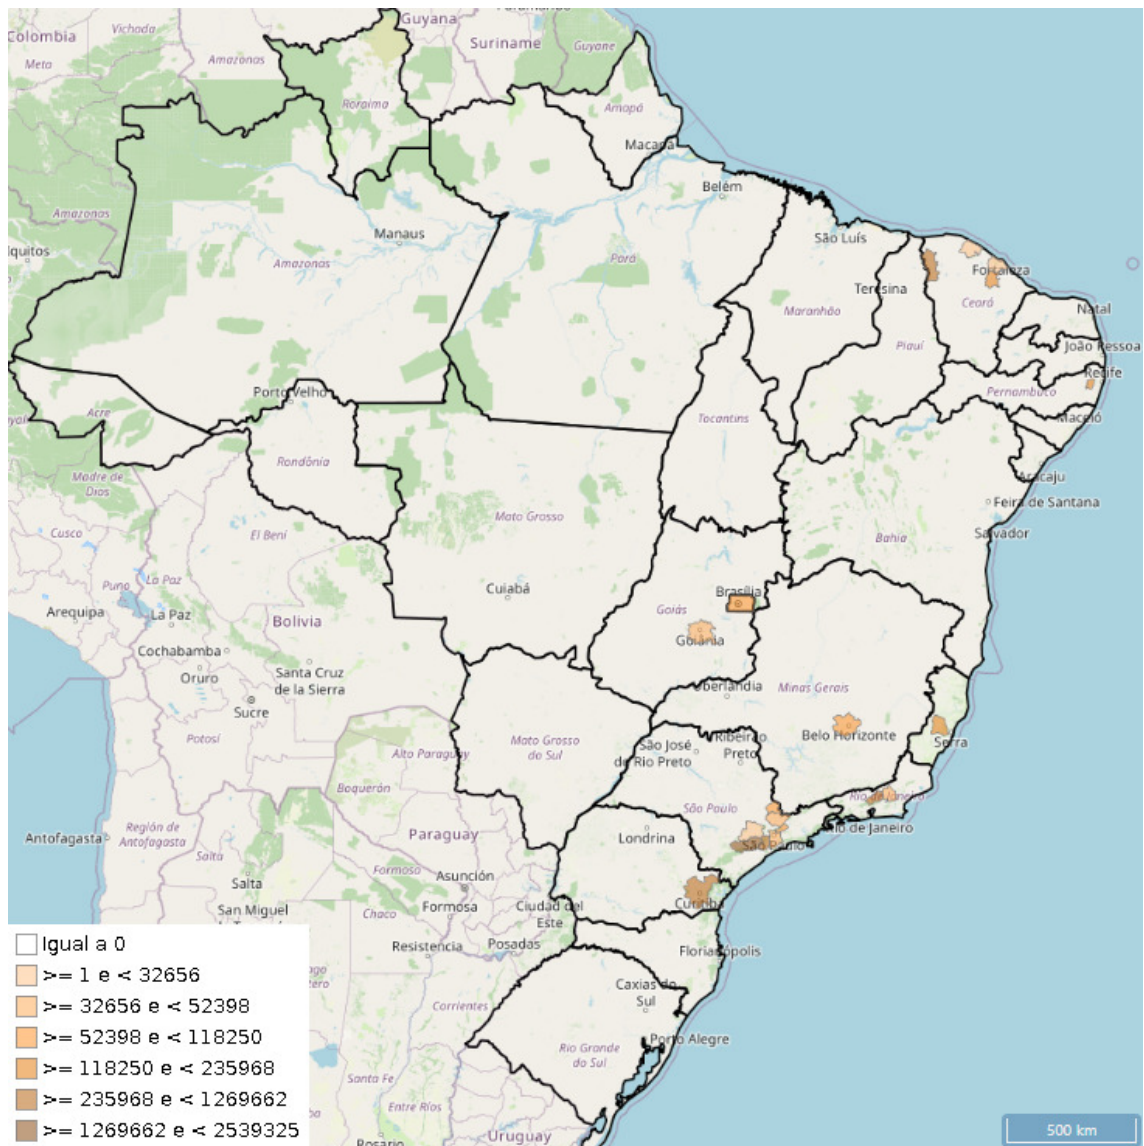 Guyana
Colombia
Vichada
Suriname
Meta
Amazonas
Guyane
Roraima
Amapá
Macapá
Belém
Amazonas
Manaus
São Luís
Amazonas
Pará
Fortaleza
Teresina
Ceará
Maranhão
Natal
Piauí
João Pessoa
Recife
Porto Velho
Pernambuco
Acre
Tocantins
Maceió
Rondônia
Aracaju
Madre de
Dios
Feira de Santana
Mato Grosso
Cusco
El Beni
Bahia
Salvador
Puno
La Paz
Cuiabá
Brasília
Arequipa
La Paz
Goiás
Bolivia
Goiânia
Cochabamba
Santa Cruz
de la Sierra
Oruro
Uberlândia
Minas Gerais
Sucre
Potosí
Mato Grosso
do Sul
Belo Horizonte
Alto Paraguay
São José
do Rio Preto
Ribeirão
Preto
Serra
Boquerón
Rio de Janeiro
São Paulo
Antofagasta
Región de
Antofagasta
Paraguay
Londrina
Rio de Janeiro
São Paulo
Salta
Formosa
Salta
Asunción
San Miguel
Chaco
Formosa
Ciudad del
Este
Curitiba
Igual a 0
Resistencia
Posadas
Florianópolis
>= 1 e < 32656
Caxias do
Sul
>= 32656 e < 52398
Corrientes
>= 52398 e < 118250
Porto Alegre
Rio Grande
do Sul
>= 118250 e < 235968
Santa Fe
>= 235968 e < 1269662
Entre Ríos
>= 1269662 e < 2539325
Uruguay
500 km